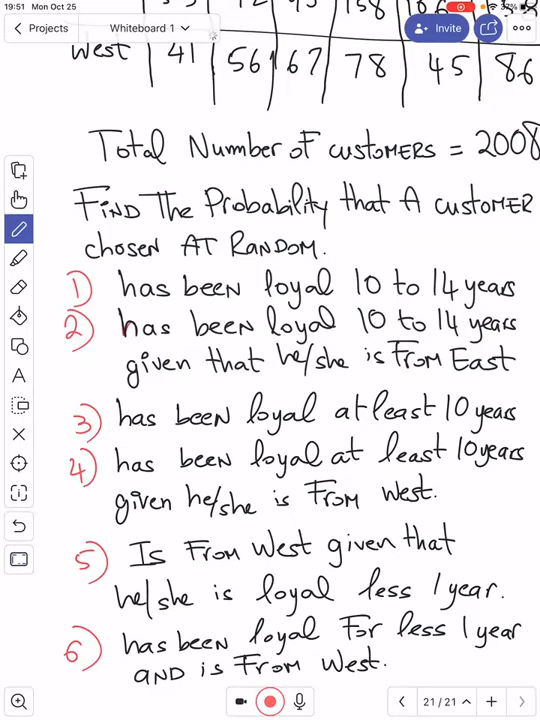 19:51 Mon Oct 25
37%
Projects Whiteboard 1 Invite
158
West 41 56 67 78 45 86
Total Number of customers = 2008
Find The Probability that A customer
chosen AT Random.
1) has been loyal 10 to 14 years
2) has been loyal 10 to 14 years
given that he/she is From East
3) has been loyal atleast 10 years
4) has been loyal at least 10 years
given he/she is From west.
5) Is From West given that
he/she is loyal less 1 year.
6) has been loyal For less 1 year
AND is From West.
21/21